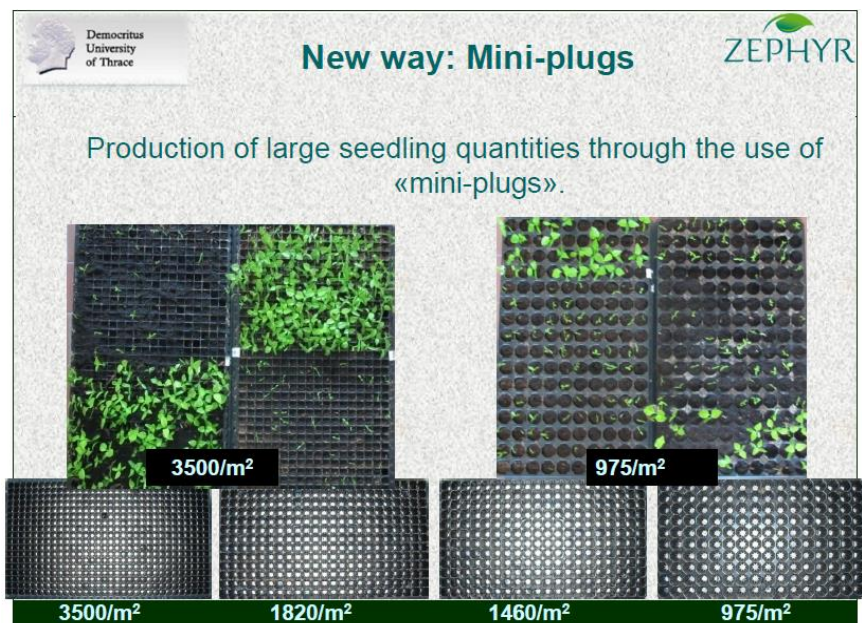 Democritus
University
of Thrace
New way: Mini-plugs
ZEPHYR
Production of large seedling quantities through the use of
«mini-plugs».
3500/m²
975/m²
3500/m²
1820/m²
1460/m²
975/m²